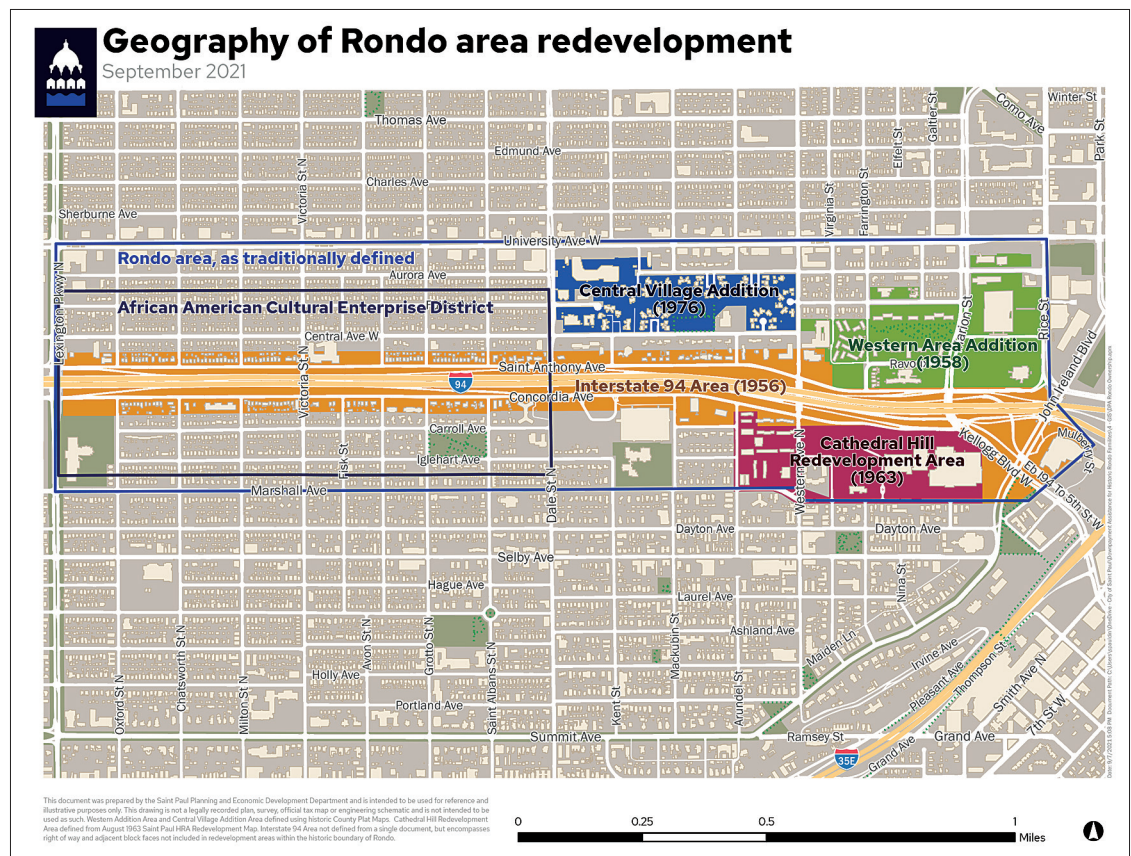 Geography of Rondo area redevelopment
September 2021
Winter St
Como Ave
Galtier St
Park St
Thomas Ave
Elfelt St
Edmund Ave
Charles Ave
Victoria St N
Virginia St
Farrington St
Sherburne Ave
University Ave W
Rondo area, as traditionally defined
Aurora Ave
Lexington Pkwy N
African American Cultural Enterprise District
Central Village Addition
(1976)
Marion St
Rice St
Central Ave W
Western Area Addition
(1958)
Saint Anthony Ave
94
Interstate 94 Area (1956)
Concordia Ave
Victoria St N
John Ireland Blvd
Carroll Ave
Iglehart Ave
Fisk St
Cathedral Hill
Redevelopment Area
(1963)
Western Ave N
Kellogg Blvd W
Mulberry St
Eb I94 To 5th St W
Marshall Ave
Dale St N
Dayton Ave
Dayton Ave
Selby Ave
Hague Ave
Laurel Ave
Nina St
Ashland Ave
Maiden Ln
Irvine Ave
Pleasant Ave
Thompson St
Smith Ave N
7th St W
Mackubin St
Avon St N
Grotto St N
Saint Albans St N
Holly Ave
Portland Ave
Oxford St N
Chatsworth St N
Milton St N
Kent St
Arundel St
Summit Ave
Ramsey St
Grand Ave
Grand Ave
35E
This document was prepared by the Saint Paul Planning and Economic Development Department and is intended to be used for reference and
illustrative purposes only. This drawing is not a legally recorded plan, survey, official tax map or engineering schematic and is not intended to be
used as such. Western Addition Area and Central Village Addition Area defined using historic County Plat Maps. Cathedral Hill Redevelopment
Area defined from August 1963 Saint Paul HRA Redevelopment Map. Interstate 94 Area not defined from a single document, but encompasses
right of way and adjacent block faces not included in redevelopment areas within the historic boundary of Rondo.
0 0.25 0.5 1
Miles